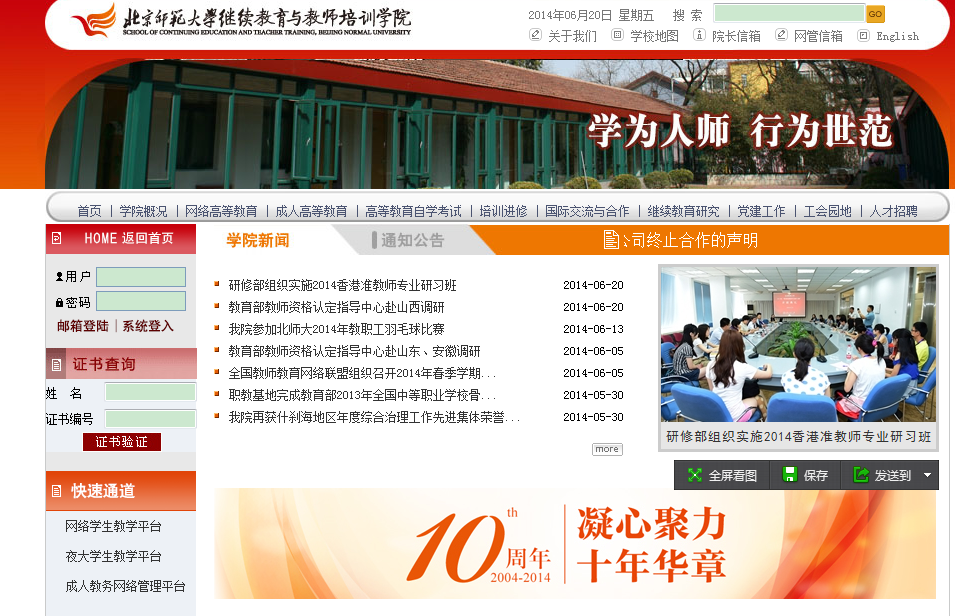 北京师范大学继续教育与教师培训学院
SCHOOL OF CONTINUING EDUCATION AND TEACHER TRAINING, BEIJING NORMAL UNIVERSITY
2014年06月20日 星期五 搜 索 GO
关于我们 学校地图 院长信箱 网管信箱 English
学为人师 行为世范
首页 | 学院概况 | 网络高等教育 | 成人高等教育 | 高等教育自学考试 | 培训进修 | 国际交流与合作 | 继续教育研究 | 党建工作 | 工会园地 | 人才招聘
HOME 返回首页
用户
密码
邮箱登陆 | 系统登入
证书查询
姓 名
证书编号
证书验证
快速通道
网络学生教学平台
夜大学生教学平台
成人教务网络管理平台
学院新闻 通知公告 公司终止合作的声明
研修部组织实施2014香港准教师专业研习班 2014-06-20
教育部教师资格认定指导中心赴山西调研 2014-06-20
我院参加北师大2014年教职工羽毛球比赛 2014-06-13
教育部教师资格认定指导中心赴山东、安徽调研 2014-06-05
全国教师教育网络联盟组织召开2014年春季学期... 2014-06-05
职教基地完成教育部2013年全国中等职业学校骨... 2014-05-30
我院再获什刹海地区年度综合治理工作先进集体荣誉... 2014-05-30
more
研修部组织实施2014香港准教师专业研习班
全屏看图 保存 发送到
10th周年
2004-2014
凝心聚力
十年华章